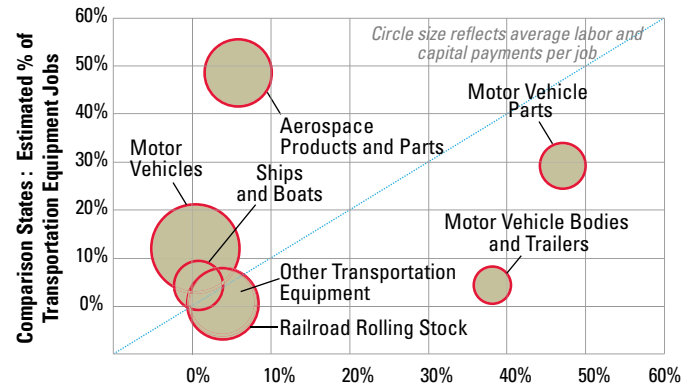 60%
Circle size reflects average labor and
capital payments per job
50%
Motor Vehicle
Parts
40%
Aerospace
Products and Parts
Motor
Vehicles
30%
Ships
and Boats
20%
Motor Vehicle Bodies
and Trailers
10%
Other Transportation
Equipment
0%
Railroad Rolling Stock
Comparison States : Estimated % of
Transportation Equipment Jobs
0%
10%
20%
30%
40%
50%
60%